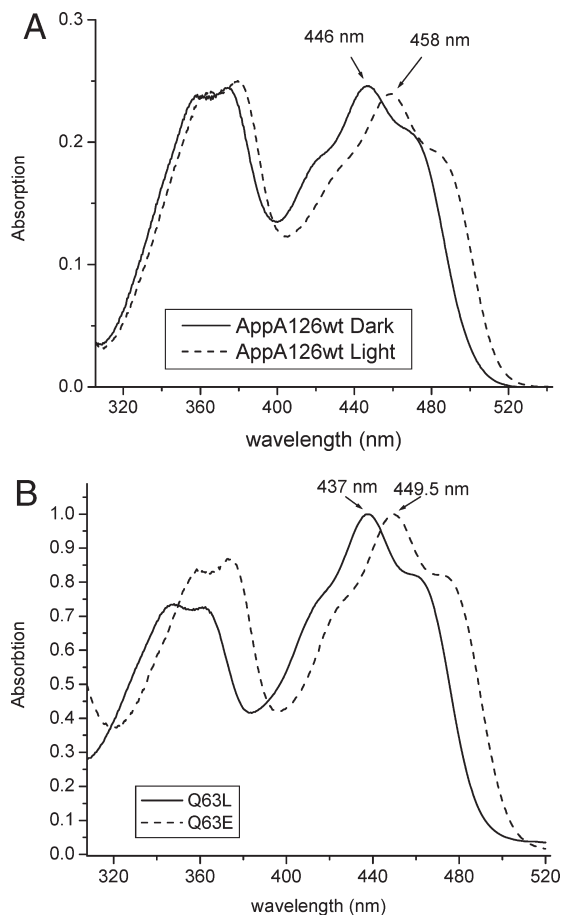 A
446 nm
458 nm
0.3
0.2
0.1
0.0
Absorption
AppA126wt Dark
AppA126wt Light
320
360
400
440
480
520
wavelength (nm)
B
437 nm
449.5 nm
1.0
0.9
0.8
0.7
0.6
0.5
0.4
0.3
0.2
0.1
0.0
Absorbtion
Q63L
Q63E
320
360
400
440
480
520
wavelength (nm)